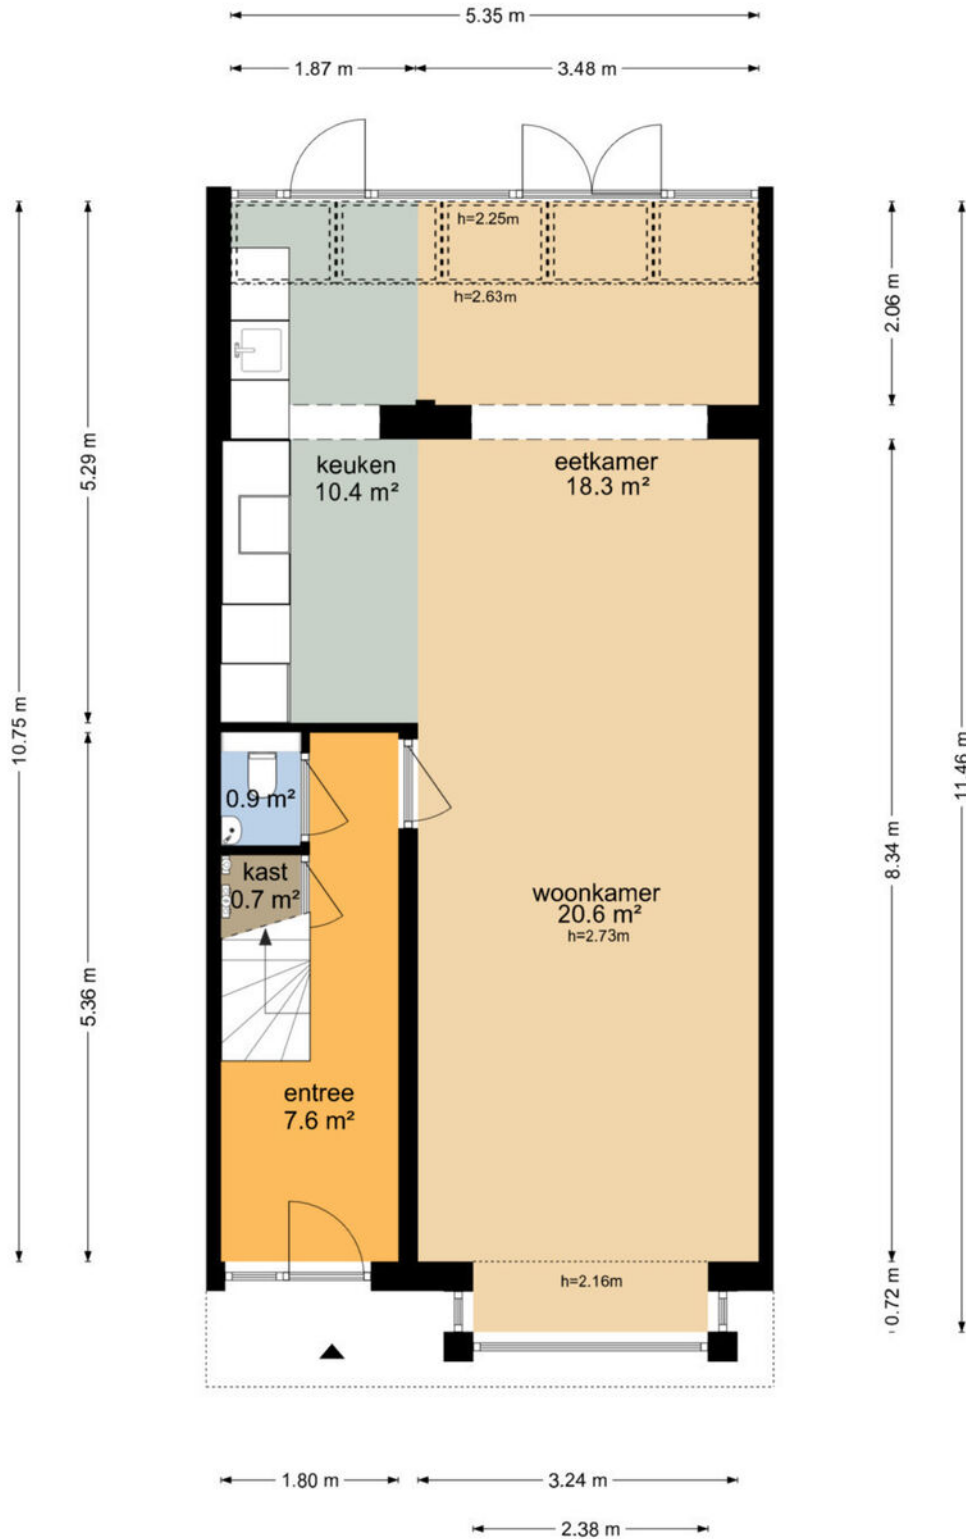 5.35 m
1.87 m
3.48 m
h=2.25m
h=2.63m
2.06 m
5.29 m
keuken
10.4 m²
eetkamer
18.3 m²
10.75 m
11.46 m
0.9 m²
kast
0.7 m²
woonkamer
20.6 m²
h=2.73m
8.34 m
5.36 m
entree
7.6 m²
h=2.16m
0.72 m
1.80 m
3.24 m
2.38 m